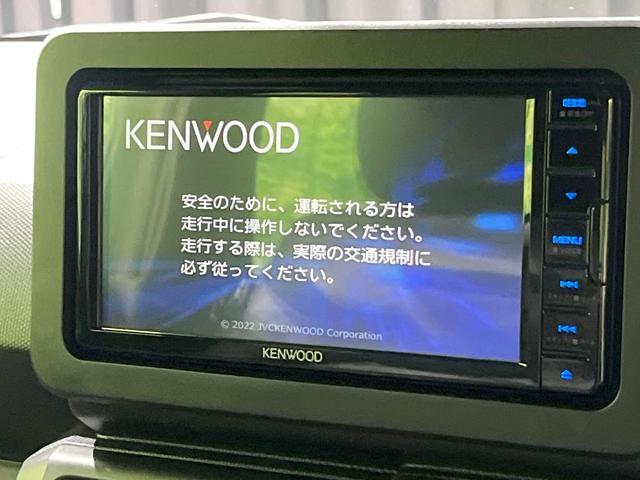 KENWOOD
安全のために、運転される方は
走行中に操作しないでください。
走行する際は、実際の交通規制に
必ず従ってください。
© 2022 JVCKENWOOD Corporation
KENWOOD
MENU